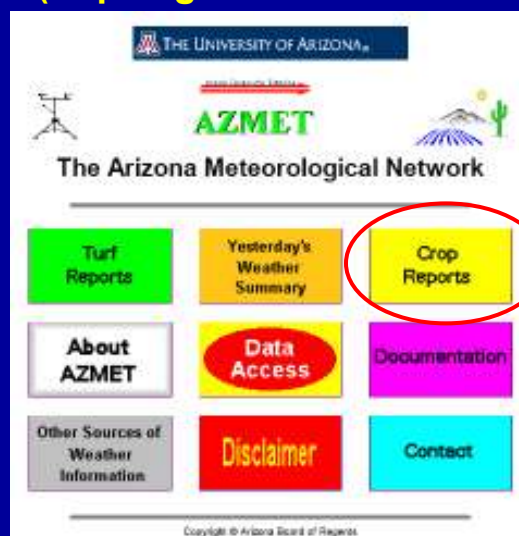 THE UNIVERSITY OF ARIZONA®
AZMET
The Arizona Meteorological Network
Turf
Reports
Yesterday's
Weather
Summary
Crop
Reports
About
AZMET
Data
Access
Documentation
Other Sources of
Weather
Information
Disclaimer
Contact
Copyright © Arizona Board of Regents